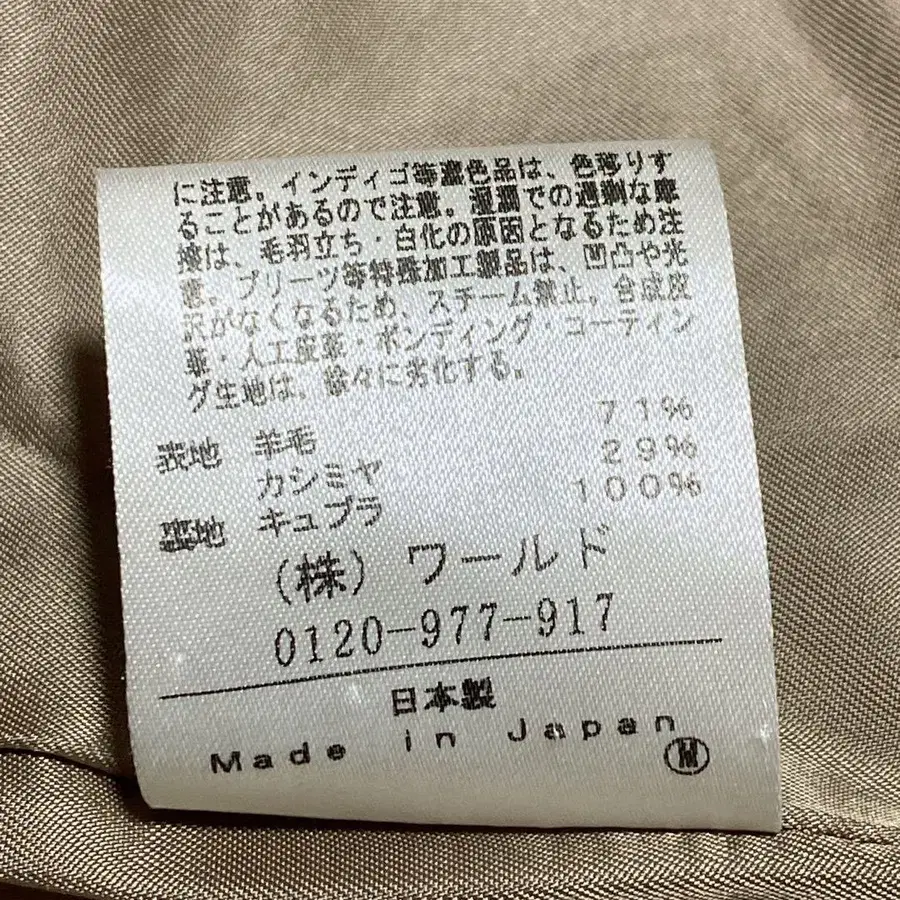 に注意。インディゴ等濃色品は、色移りす
ることがあるので注意。湿潤での過剰な摩
擦は、毛羽立ち・白化の原因となるため注
意。プリーツ等特殊加工製品は、凹凸や光
沢がなくなるため、スチーム禁止。合成皮
革・人工皮革・ボンディング・コーティン
グ生地は、徐々に劣化する。
表地 羊毛 71%
カシミヤ 29%
裏地 キュプラ 100%
(株) ワールド
0120-977-917
日本製
Made in Japan
M